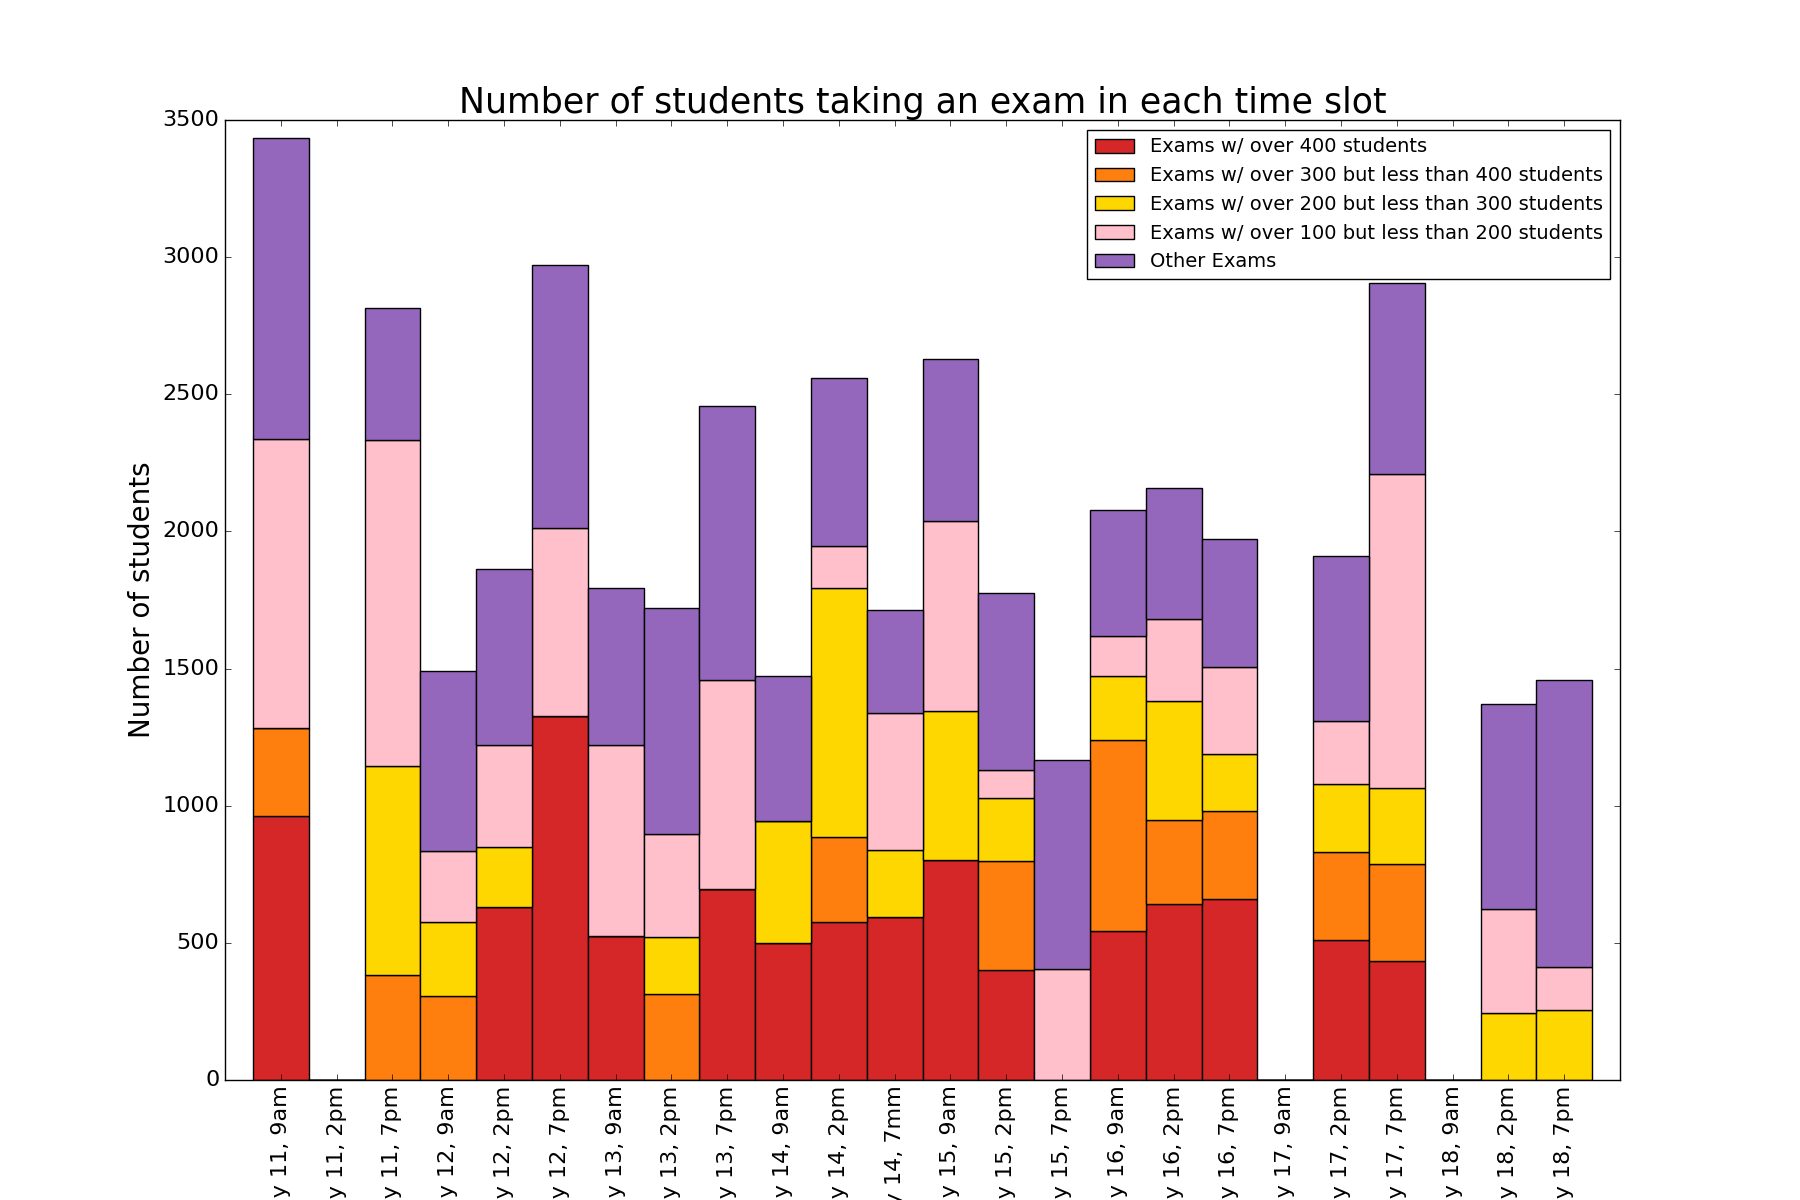 Number of students taking an exam in each time slot
Exams w/ over 400 students
Exams w/ over 300 but less than 400 students
Exams w/ over 200 but less than 300 students
Exams w/ over 100 but less than 200 students
Other Exams
Number of students
3500
3000
2500
2000
1500
1000
500
0
y 11, 9am
y 11, 2pm
y 11, 7pm
y 12, 9am
y 12, 2pm
y 12, 7pm
y 13, 9am
y 13, 2pm
y 13, 7pm
y 14, 9am
y 14, 2pm
y 14, 7mm
y 15, 9am
y 15, 2pm
y 15, 7pm
y 16, 9am
y 16, 2pm
y 16, 7pm
y 17, 9am
y 17, 2pm
y 17, 7pm
y 18, 9am
y 18, 2pm
y 18, 7pm